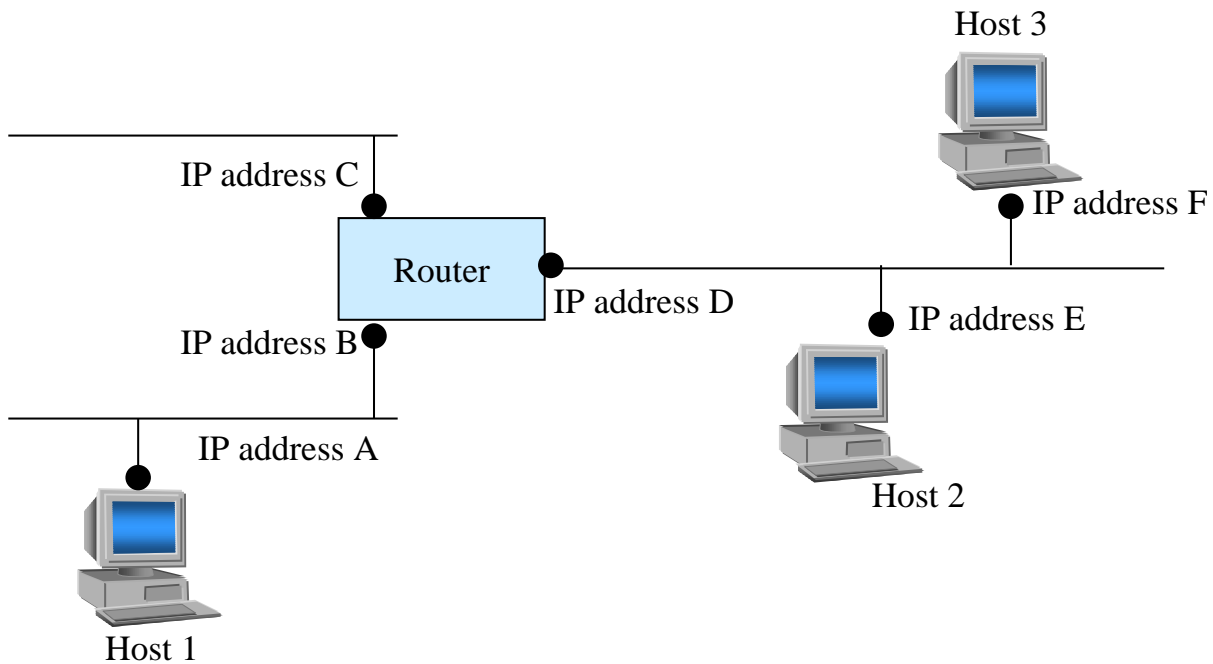 Host 3
IP address C
IP address F
Router
IP address D
IP address E
IP address B
IP address A
Host 2
Host 1